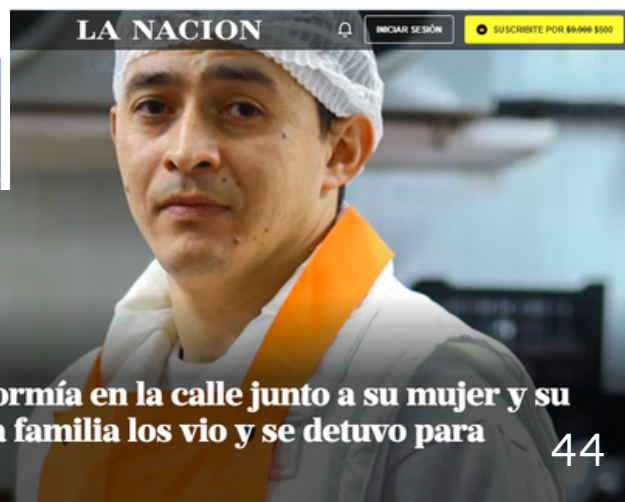 LA NACION
INICIAR SESIÓN
SUSCRIBITE POR $9.900 $500
ormía en la calle junto a su mujer y su
a familia los vio y se detuvo para
44